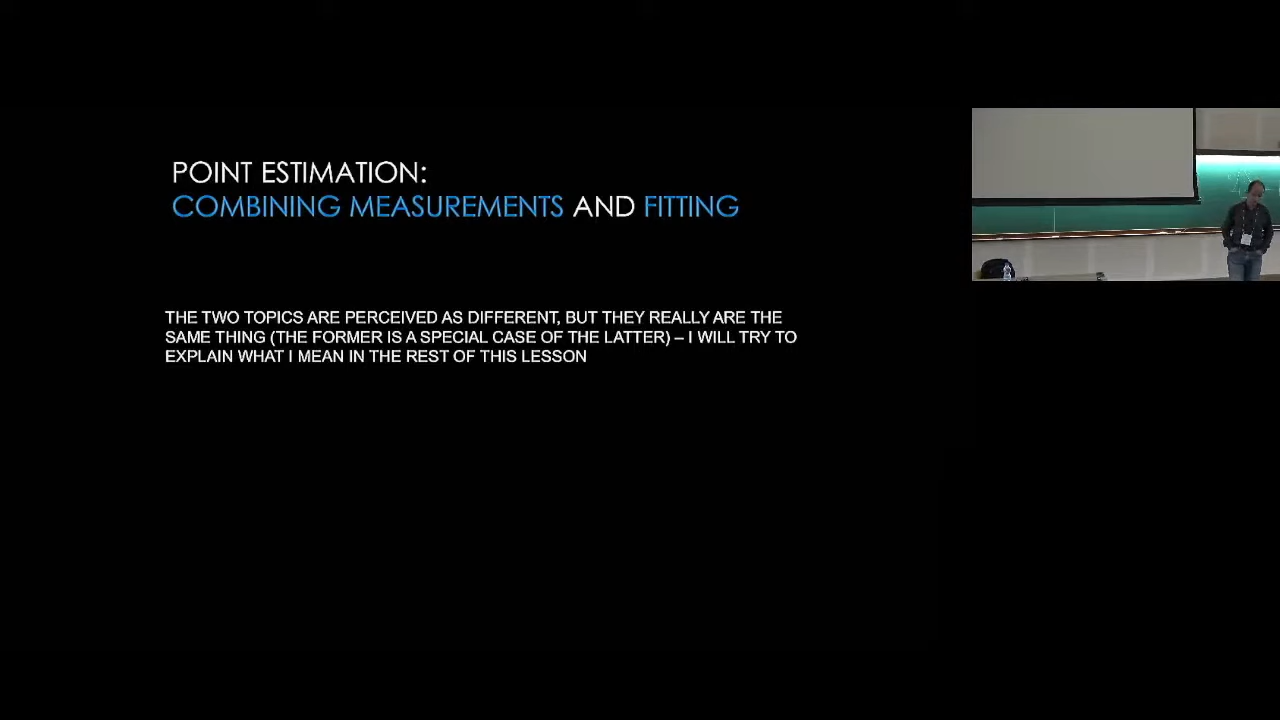 POINT ESTIMATION:
COMBINING MEASUREMENTS AND FITTING
THE TWO TOPICS ARE PERCEIVED AS DIFFERENT, BUT THEY REALLY ARE THE
SAME THING (THE FORMER IS A SPECIAL CASE OF THE LATTER) – I WILL TRY TO
EXPLAIN WHAT I MEAN IN THE REST OF THIS LESSON